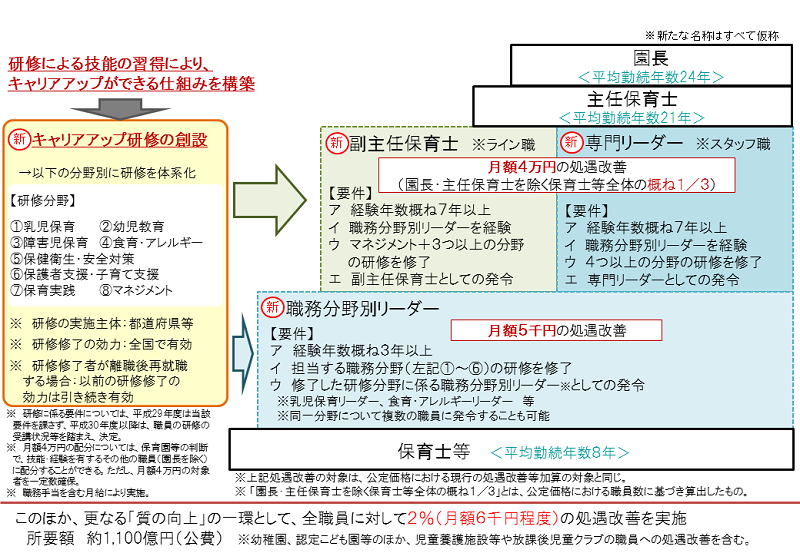 ※新たな名称はすべて仮称
研修による技能の習得により、
キャリアアップができる仕組みを構築
園長
＜平均勤続年数24年＞
主任保育士
＜平均勤続年数21年＞
新 キャリアアップ研修の創設
→以下の分野別に研修を体系化
【研修分野】
①乳児保育　②幼児教育
③障害児保育　④食育・アレルギー
⑤保健衛生・安全対策
⑥保護者支援・子育て支援
⑦保育実践　⑧マネジメント
※ 研修の実施主体：都道府県等
※ 研修修了の効力：全国で有効
※ 研修修了者が離職後再就職
する場合：以前の研修修了の
効力は引き続き有効
※ 研修に係る要件については、平成29年度は当該
要件を課さず、平成30年度以降は、職員の研修の
受講状況等を踏まえ、決定。
※ 月額4万円の配分については、保育園等の判断
で、技能・経験を有するその他の職員（園長を除く）
に配分することができる。ただし、月額4万円の対象
者を一定数確保。
※ 職務手当を含む月給により実施。
新 副主任保育士 ※ライン職
新 専門リーダー ※スタッフ職
月額４万円の処遇改善
（園長・主任保育士を除く保育士等全体の概ね１／３）
【要件】
ア 経験年数概ね７年以上
イ 職務分野別リーダーを経験
ウ マネジメント＋３つ以上の分野
の研修を修了
エ 副主任保育士としての発令
【要件】
ア 経験年数概ね７年以上
イ 職務分野別リーダーを経験
ウ ４つ以上の分野の研修を修了
エ 専門リーダーとしての発令
新 職務分野別リーダー
月額５千円の処遇改善
【要件】
ア 経験年数概ね３年以上
イ 担当する職務分野（左記①～⑥）の研修を修了
ウ 修了した研修分野に係る職務分野別リーダー※としての発令
※乳児保育リーダー、食育・アレルギーリーダー 等
※同一分野について複数の職員に発令することも可能
保育士等 ＜平均勤続年数8年＞
※上記処遇改善の対象は、公定価格における現行の処遇改善等加算の対象と同じ。
※「園長・主任保育士を除く保育士等全体の概ね１／３」とは、公定価格における職員数に基づき算出したもの。
このほか、更なる「質の向上」の一環として、全職員に対して2％（月額６千円程度）の処遇改善を実施
所要額 約1,100億円（公費） ※幼稚園、認定こども園等のほか、児童養護施設等や放課後児童クラブの職員への処遇改善を含む。